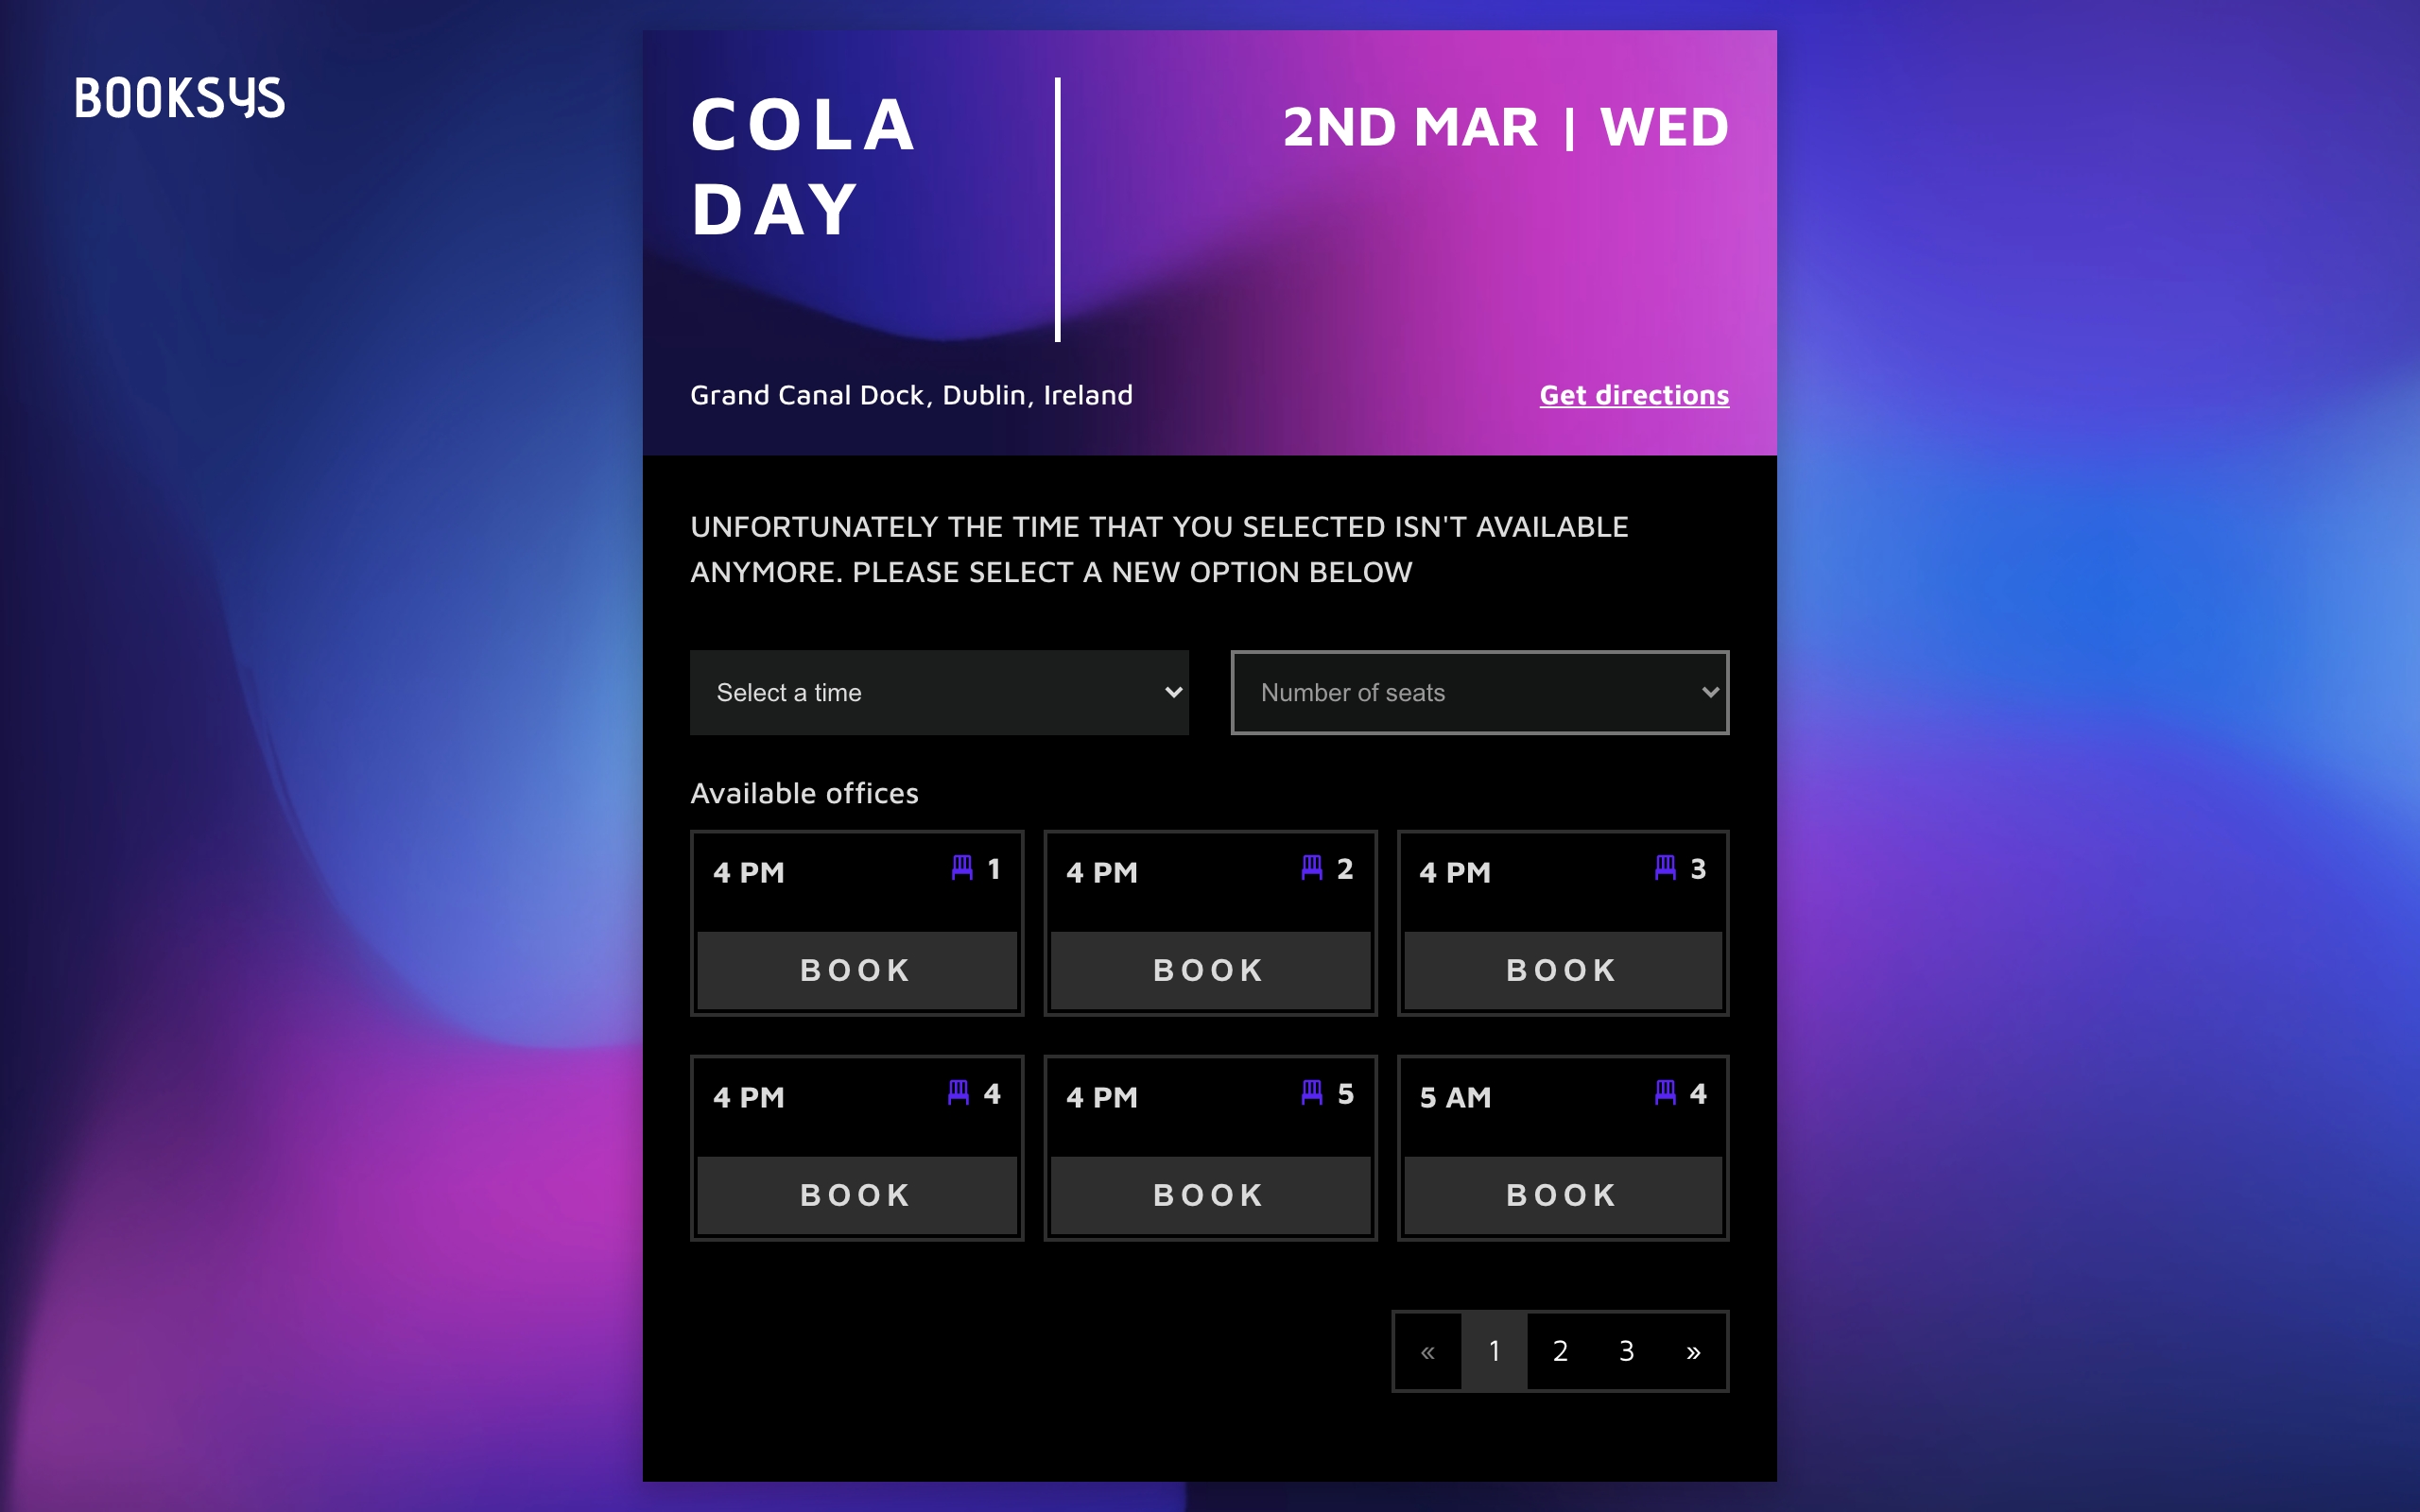 BOOKSYS
COLA
DAY
2ND MAR | WED
Grand Canal Dock, Dublin, Ireland
Get directions
UNFORTUNATELY THE TIME THAT YOU SELECTED ISN'T AVAILABLE
ANYMORE. PLEASE SELECT A NEW OPTION BELOW
Select a time
Number of seats
Available offices
4 PM 1
4 PM 2
4 PM 3
BOOK
BOOK
BOOK
4 PM 4
4 PM 5
5 AM 4
BOOK
BOOK
BOOK
« 1 2 3 »